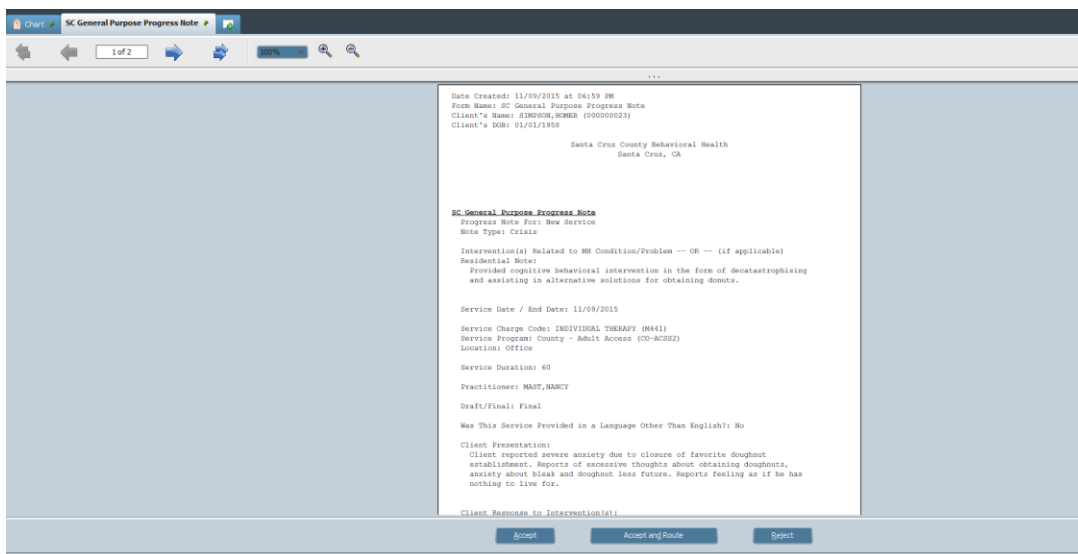 Chart
SC General Purpose Progress Note
1 of 2
100%
...
Date Created: 11/09/2015 at 06:59 PM
Form Name: SC General Purpose Progress Note
Client's Name: SIMPSON,HOMER (000000023)
Client's DOB: 01/01/1958
Santa Cruz County Behavioral Health
Santa Cruz, CA
SC General Purpose Progress Note
Progress Note For: New Service
Note Type: Crisis
Intervention(s) Related to MH Condition/Problem -- OR -- (if applicable)
Residential Note:
Provided cognitive behavioral intervention in the form of decatastrophising
and assisting in alternative solutions for obtaining donuts.
Service Date / End Date: 11/09/2015
Service Charge Code: INDIVIDUAL THERAPY (M441)
Service Program: County - Adult Access (CO-ACSS2)
Location: Office
Service Duration: 60
Practitioner: MAST,NANCY
Draft/Final: Final
Was This Service Provided in a Language Other Than English?: No
Client Presentation:
Client reported severe anxiety due to closure of favorite doughnut
establishment. Reports of excessive thoughts about obtaining doughnuts,
anxiety about bleak and doughnut less future. Reports feeling as if he has
nothing to live for.
Client Response to Intervention(s):
Accept
Accept and Route
Reject